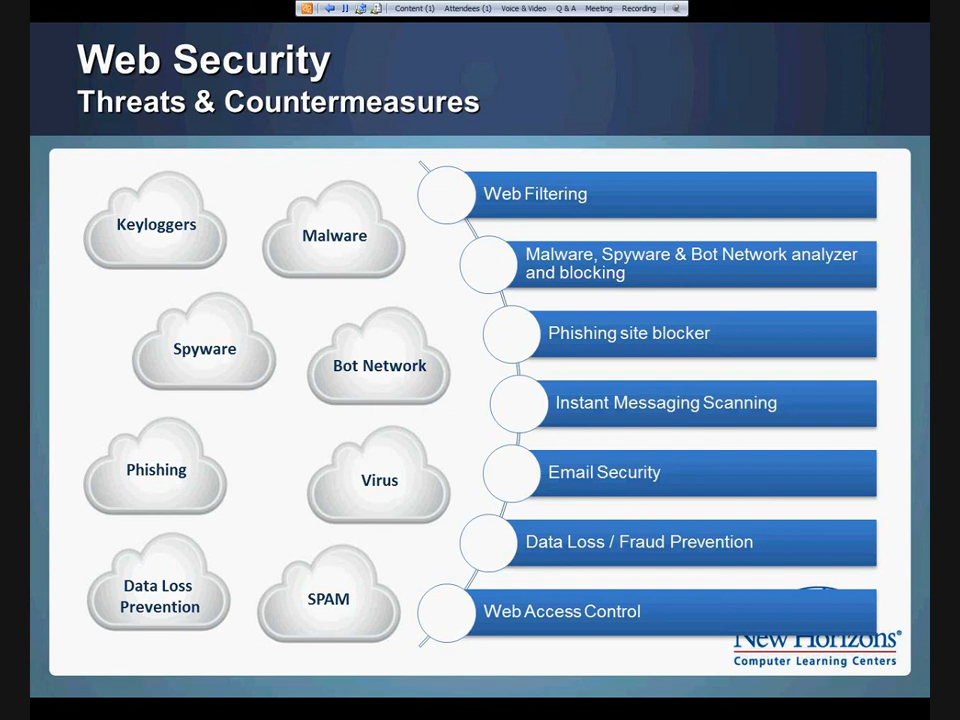 Content (1) Attendees (1) Voice & Video Q & A Meeting Recording
Web Security
Threats & Countermeasures
Keyloggers
Malware
Spyware
Bot Network
Phishing
Virus
Data Loss
Prevention
SPAM
Web Filtering
Malware, Spyware & Bot Network analyzer
and blocking
Phishing site blocker
Instant Messaging Scanning
Email Security
Data Loss / Fraud Prevention
Web Access Control
New Horizons®
Computer Learning Centers